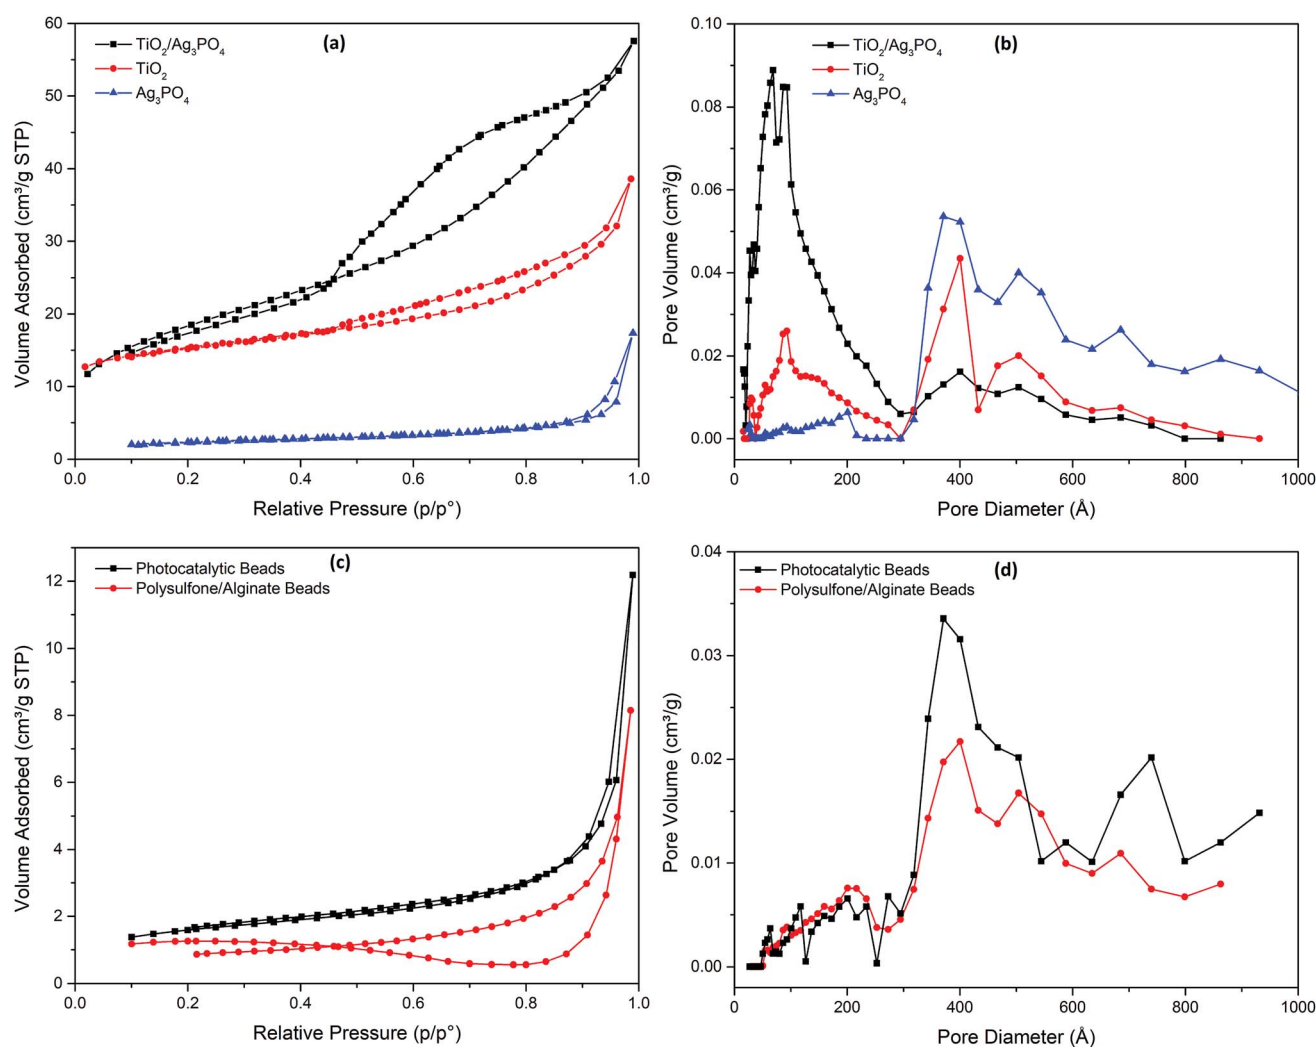 (a)
TiO₂/Ag₃PO₄
TiO₂
Ag₃PO₄
60
50
40
30
20
10
0
Volume Adsorbed (cm³/g STP)
0.0 0.2 0.4 0.6 0.8 1.0
Relative Pressure (p/p°)
(b)
TiO₂/Ag₃PO₄
TiO₂
Ag₃PO₄
0.10
0.08
0.06
0.04
0.02
0.00
Pore Volume (cm³/g)
0 200 400 600 800 1000
Pore Diameter (Å)
(c)
Photocatalytic Beads
Polysulfone/Alginate Beads
12
10
8
6
4
2
0
Volume Adsorbed (cm³/g STP)
0.0 0.2 0.4 0.6 0.8 1.0
Relative Pressure (p/p°)
(d)
Photocatalytic Beads
Polysulfone/Alginate Beads
0.04
0.03
0.02
0.01
0.00
Pore Volume (cm³/g)
0 200 400 600 800 1000
Pore Diameter (Å)